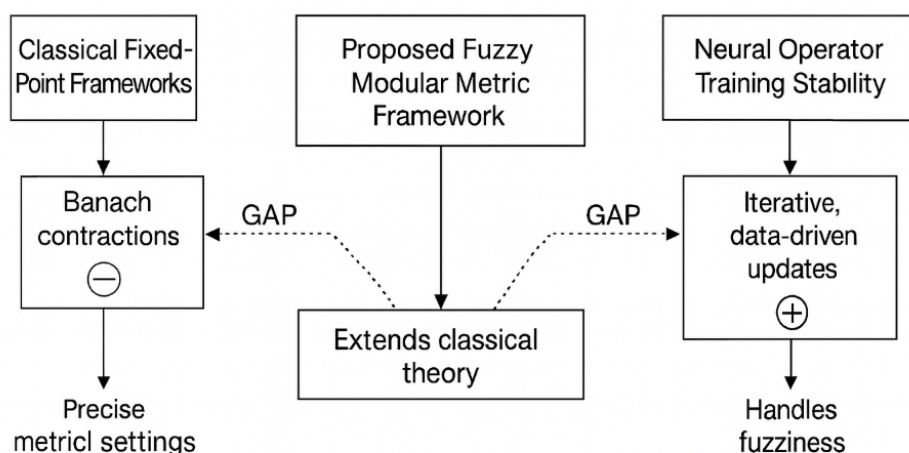 Classical Fixed-
Point Frameworks
Proposed Fuzzy
Modular Metric
Framework
Neural Operator
Training Stability
Banach
contractions
−
GAP
GAP
Iterative,
data-driven
updates
+
Extends classical
theory
Precise
metricl settings
Handles
fuzziness